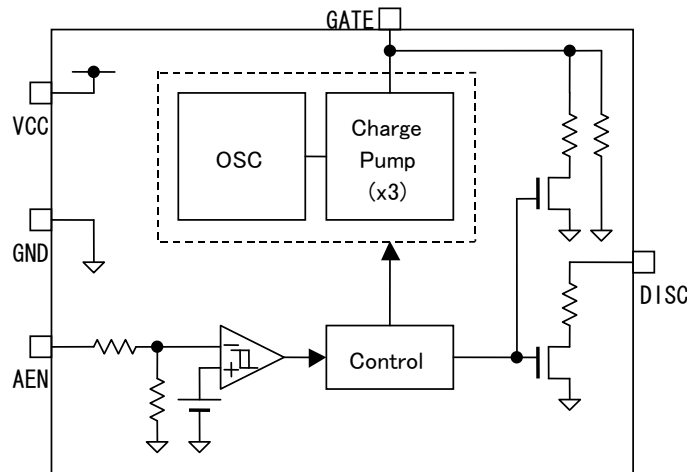 GATE
VCC
OSC
Charge
Pump
(x3)
GND
DISC
AEN
−
+
Control